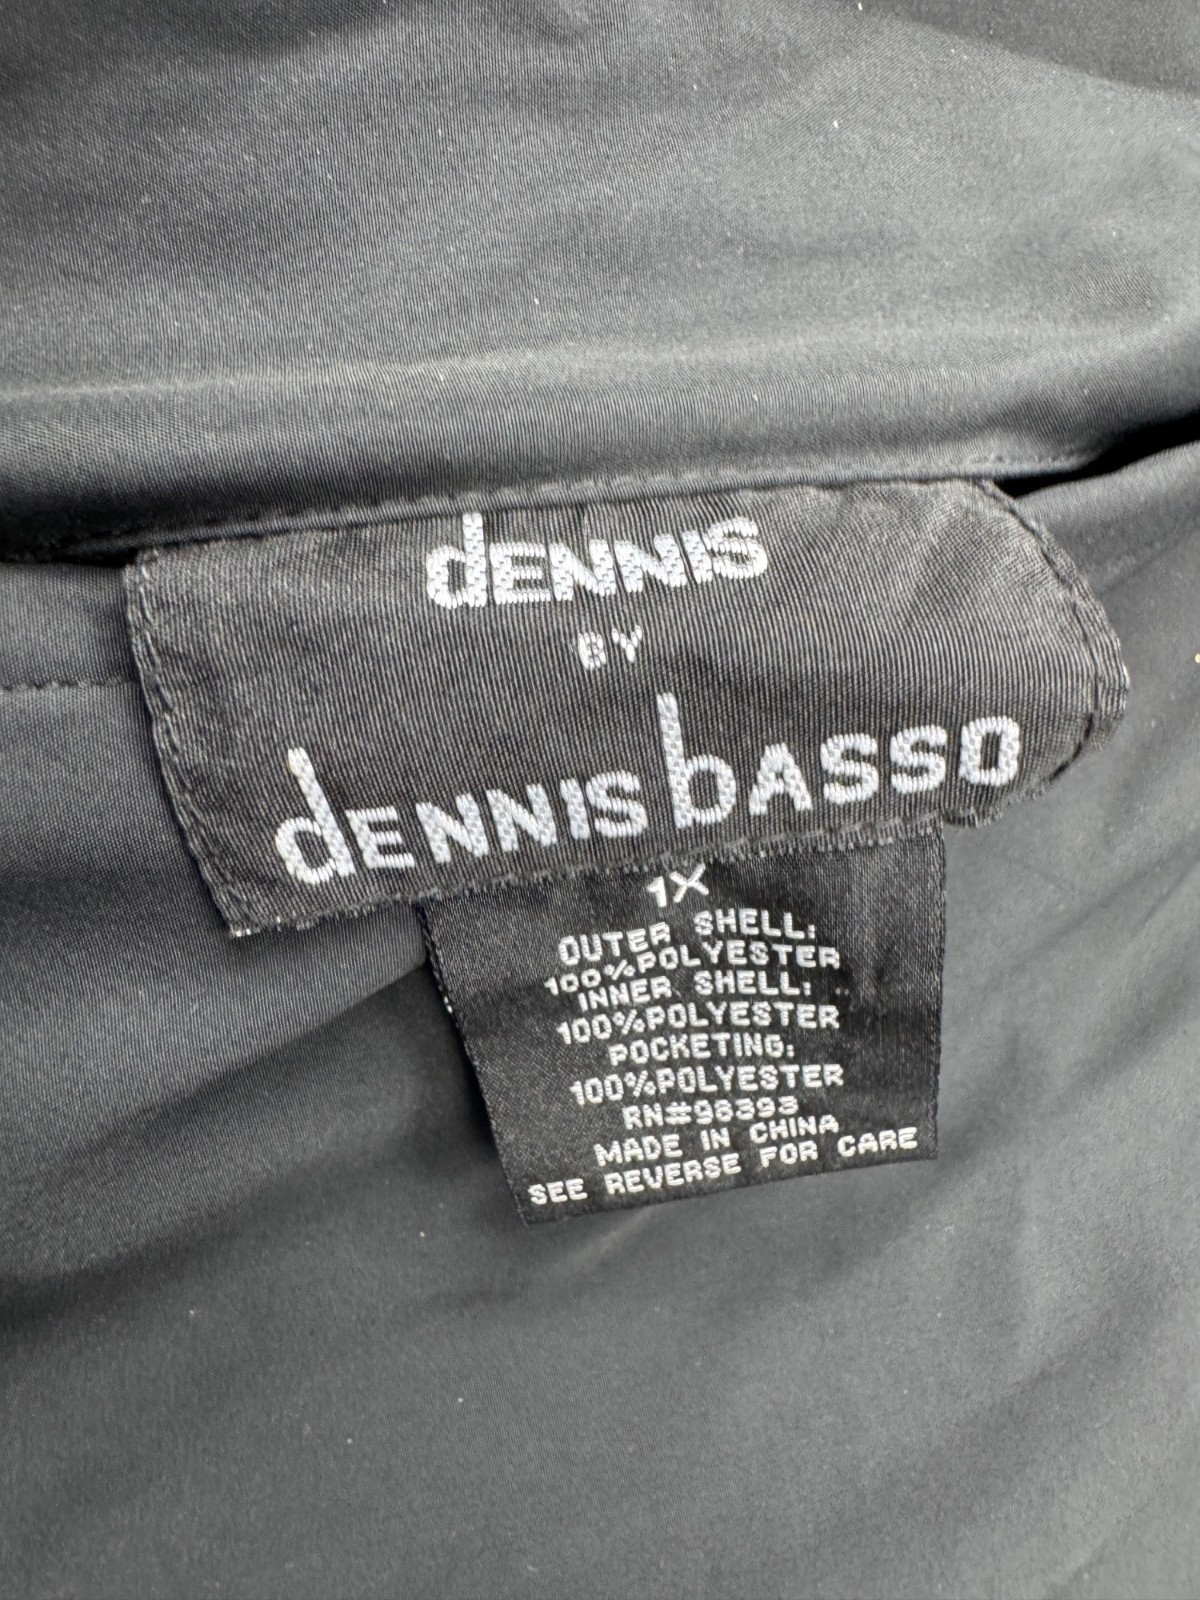 dENNIS
BY
dENNIS bASSO
1X
OUTER SHELL:
100%POLYESTER
INNER SHELL:
100%POLYESTER
POCKETING:
100%POLYESTER
RN#96393
MADE IN CHINA
SEE REVERSE FOR CARE